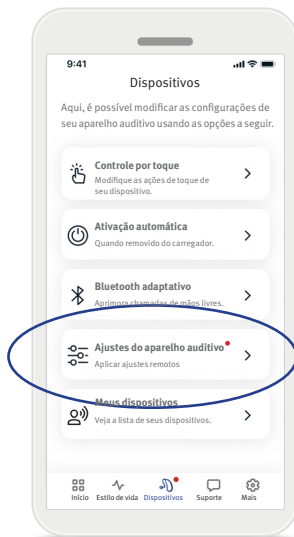 9:41
Dispositivos
Aqui, é possível modificar as configurações de
seu aparelho auditivo usando as opções a seguir.
Controle por toque
Modifique as ações de toque de
seu dispositivo.
Ativação automática
Quando removido do carregador.
Bluetooth adaptativo
Aprimora chamadas de mãos livres.
Ajustes do aparelho auditivo
Aplicar ajustes remotos
Meus dispositivos
Veja a lista de seus dispositivos.
Início Estilo de vida Dispositivos Suporte Mais